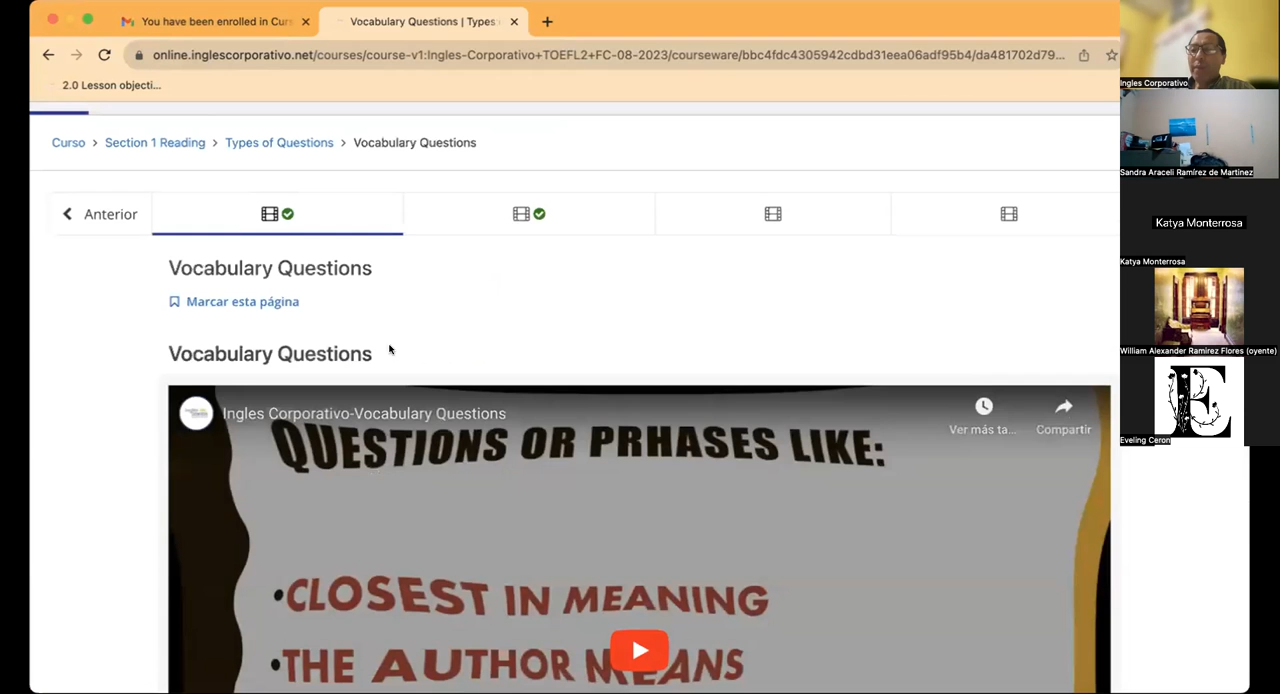 You have been enrolled in Cur
Vocabulary Questions | Types
online.inglescorporativo.net/courses/course-v1:Ingles-Corporativo+TOEFL2+FC-08-2023/courseware/bbc4fdc4305942cdbd31eea06adf95b4/da481702d79...
2.0 Lesson objecti...
Curso > Section 1 Reading > Types of Questions > Vocabulary Questions
Anterior
Vocabulary Questions
Marcar esta página
Vocabulary Questions
Ingles Corporativo-Vocabulary Questions
Ver más ta...
Compartir
QUESTIONS OR PRHASES LIKE:
•CLOSEST IN MEANING
•THE AUTHOR MEANS
Ingles Corporativo
Sandra Araceli Ramírez de Martinez
Katya Monterrosa
Katya Monterrosa
William Alexander Ramirez Flores (oyente)
E
Eveling Ceron